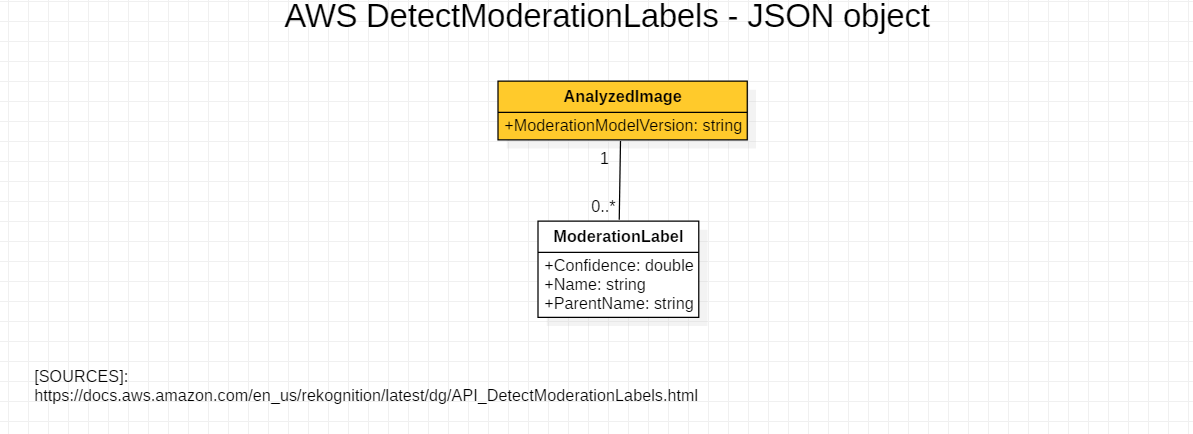 AWS DetectModerationLabels - JSON object
AnalyzedImage
+ModerationModelVersion: string
1
0..*
ModerationLabel
+Confidence: double
+Name: string
+ParentName: string
[SOURCES]:
https://docs.aws.amazon.com/en_us/rekognition/latest/dg/API_DetectModerationLabels.html